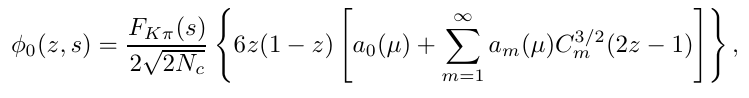 $\phi_0(z,s) = \frac{F_{K\pi}(s)}{2\sqrt{2N_c}} \left\{ 6z(1-z) \left[ a_0(\mu) + \sum_{m=1}^{\infty} a_m(\mu) C_m^{3/2}(2z-1) \right] \right\},$